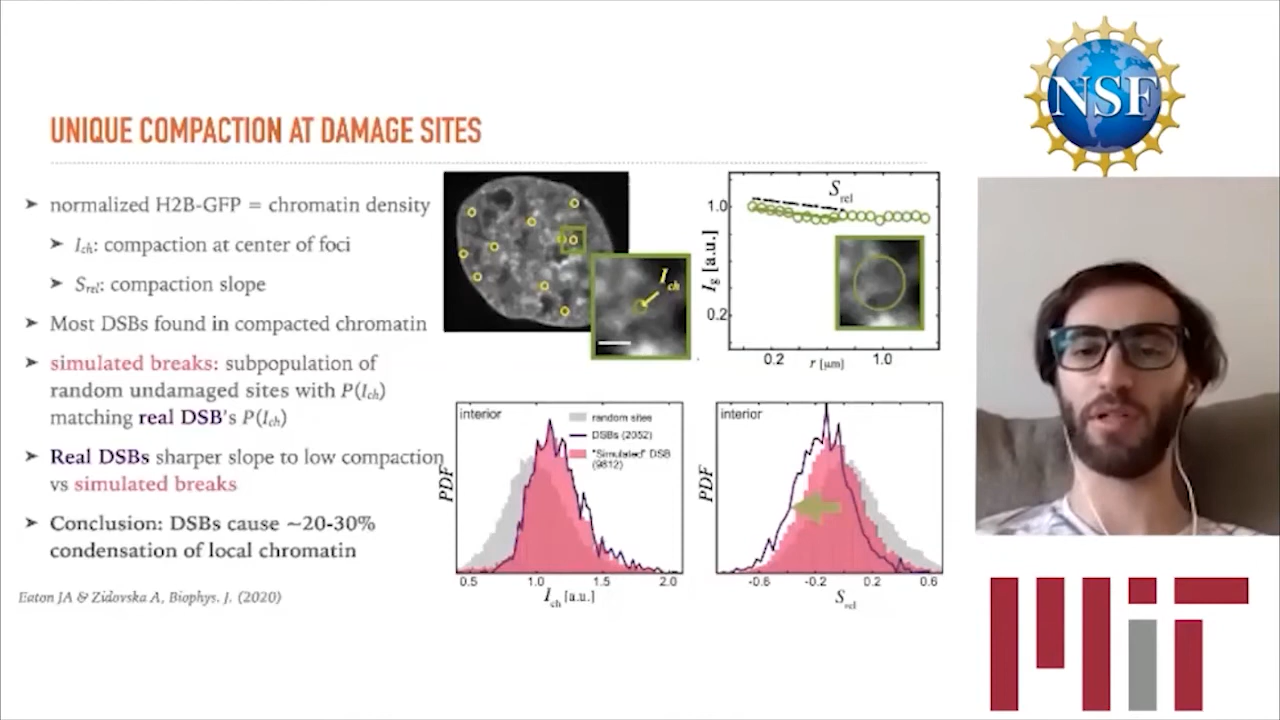 UNIQUE COMPACTION AT DAMAGE SITES
➤ normalized H2B-GFP = chromatin density
➤ I_ch: compaction at center of foci
➤ S_rel: compaction slope
➤ Most DSBs found in compacted chromatin
➤ simulated breaks: subpopulation of
random undamaged sites with P(I_ch)
matching real DSB's P(I_ch)
➤ Real DSBs sharper slope to low compaction
vs simulated breaks
➤ Conclusion: DSBs cause ~20-30%
condensation of local chromatin
Eaton JA & Zidovska A, Biophys. J. (2020)
I_ch
S_rel
1.0
I_g [a.u.]
0.2
0.2 r [μm] 1.0
interior
random sites
DSBs (2052)
"Simulated" DSB
(9812)
PDF
0.5 1.0 1.5 2.0
I_ch [a.u.]
interior
PDF
-0.6 -0.2 0.2 0.6
S_rel
NSF
MIT